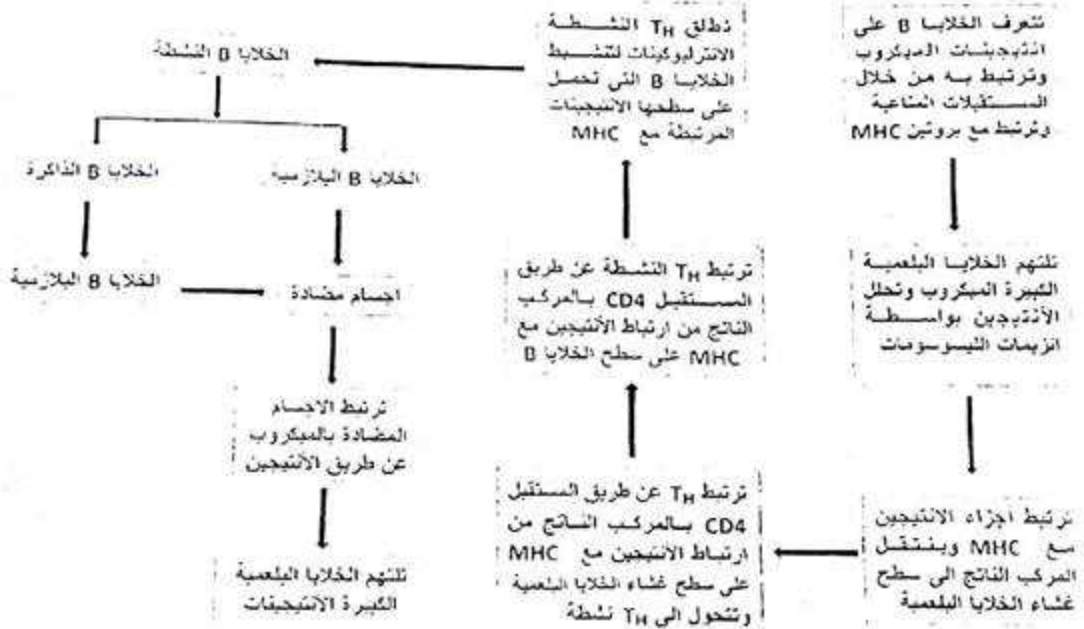 تتعرف الخلايا B على
انتيجينات الميكروب
وترتبط به من خلال
المستقبلات المناعية
وترتبط مع بروتين MHC
تلتهم الخلايا البلعمية
الكبيرة الميكروب وتحلل
الأنتيجين بواسطة
انزيمات الليسوسومات
ترتبط اجزاء الانتيجين
مع MHC وينتقل
المركب الناتج الى سطح
غشاء الخلايا البلعمية
ترتبط TH عن طريق المستقبل
CD4 بالمركب الناتج من
ارتباط الأنتيجين مع MHC
على سطح غشاء الخلايا البلعمية
وتتحول الى TH نشطة
ترتبط TH النشطة عن طريق
المستقبل CD4 بالمركب
الناتج من ارتباط الأنتيجين مع
MHC على سطح الخلايا B
تطلق TH النشطة
الانترليوكينات لتنشيط
الخلايا B التي تحمل
على سطحها الانتيجينات
المرتبطة مع MHC
الخلايا B النشطة
الخلايا B البلازمية
الخلايا B الذاكرة
الخلايا B البلازمية
اجسام مضادة
ترتبط الاجسام
المضادة بالميكروب
عن طريق الأنتيجين
تلتهم الخلايا البلعمية
الكبيرة الأنتيجينات